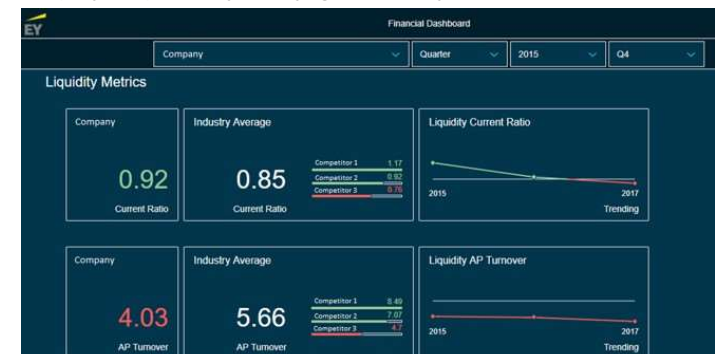 EY
Financial Dashboard
Company
Quarter
2015
Q4
Liquidity Metrics
Company
0.92
Current Ratio
Industry Average
0.85
Current Ratio
Competitor 1 1.17
Competitor 2 0.92
Competitor 3 0.76
Liquidity Current Ratio
2015
2017
Trending
Company
4.03
AP Turnover
Industry Average
5.66
AP Turnover
Competitor 1 8.49
Competitor 2 7.07
Competitor 3 4.7
Liquidity AP Turnover
2015
2017
Trending